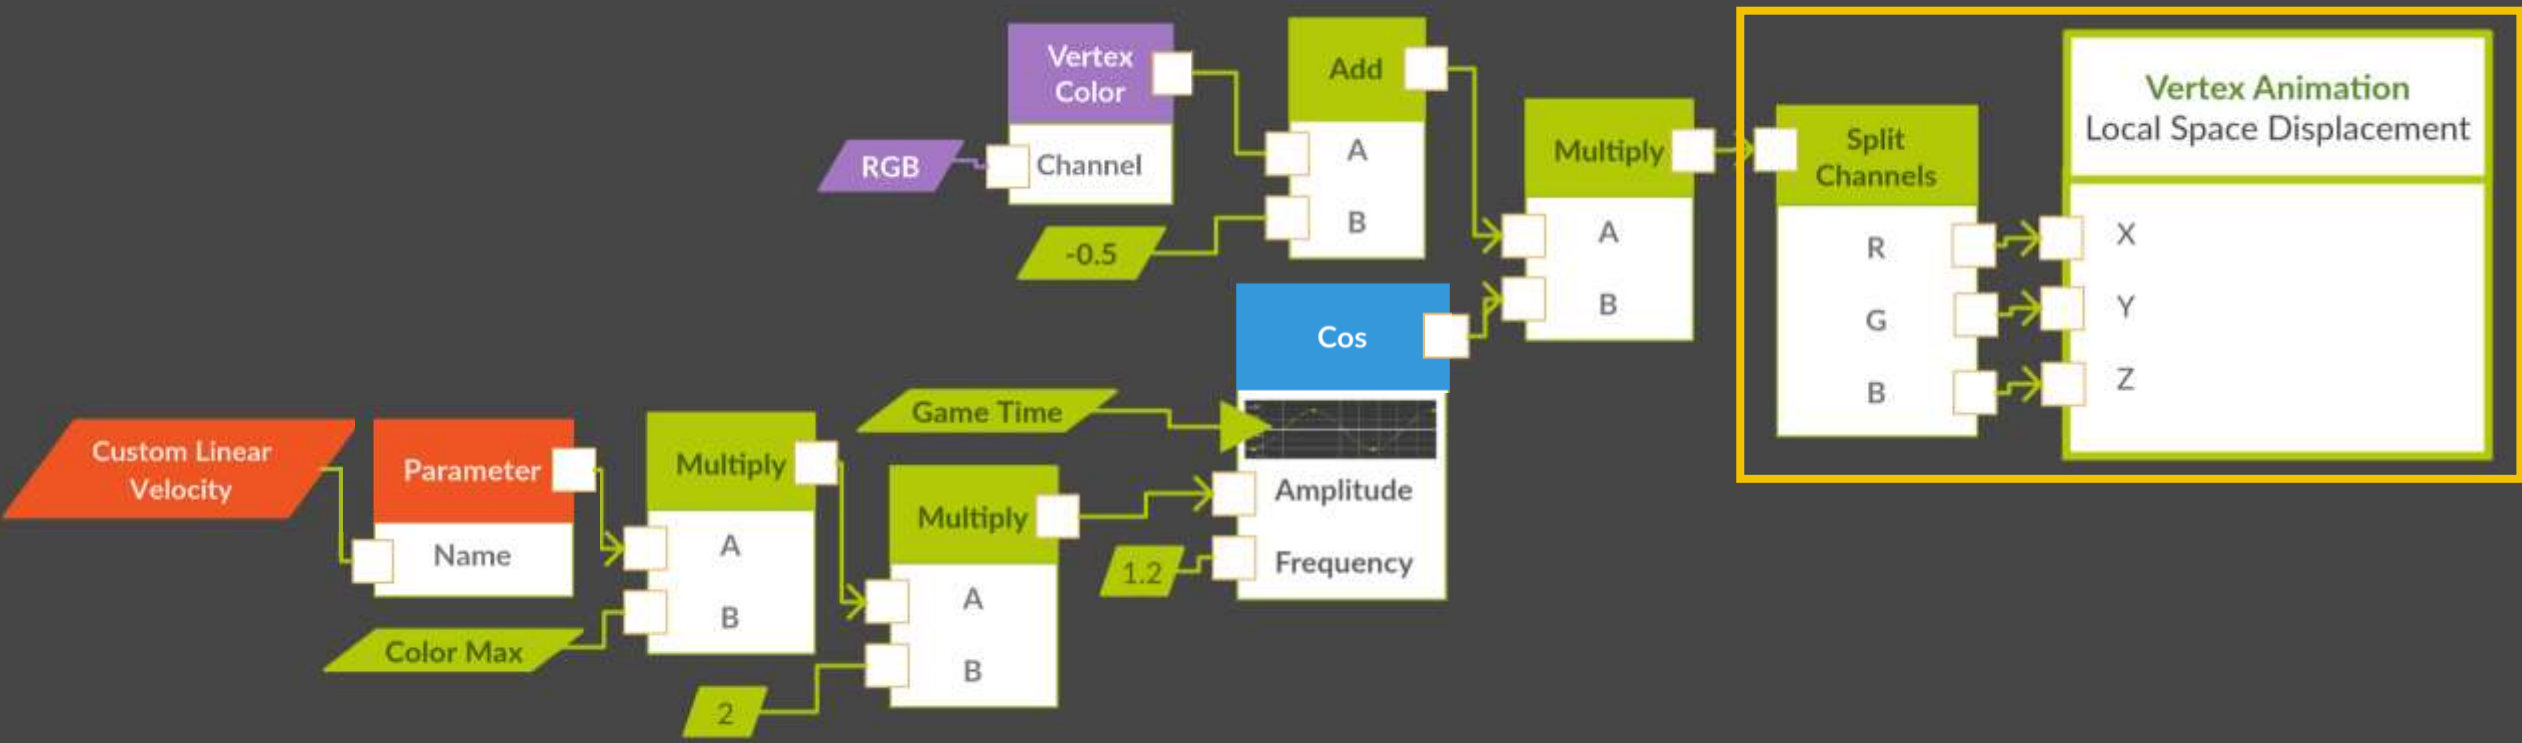 Vertex
Color
Channel
RGB
-0.5
Add
A
B
Multiply
A
B
Split
Channels
R
G
B
Vertex Animation
Local Space Displacement
X
Y
Z
Cos
Game Time
Amplitude
Frequency
1.2
Custom Linear
Velocity
Parameter
Name
Color Max
Multiply
A
B
Multiply
A
B
2